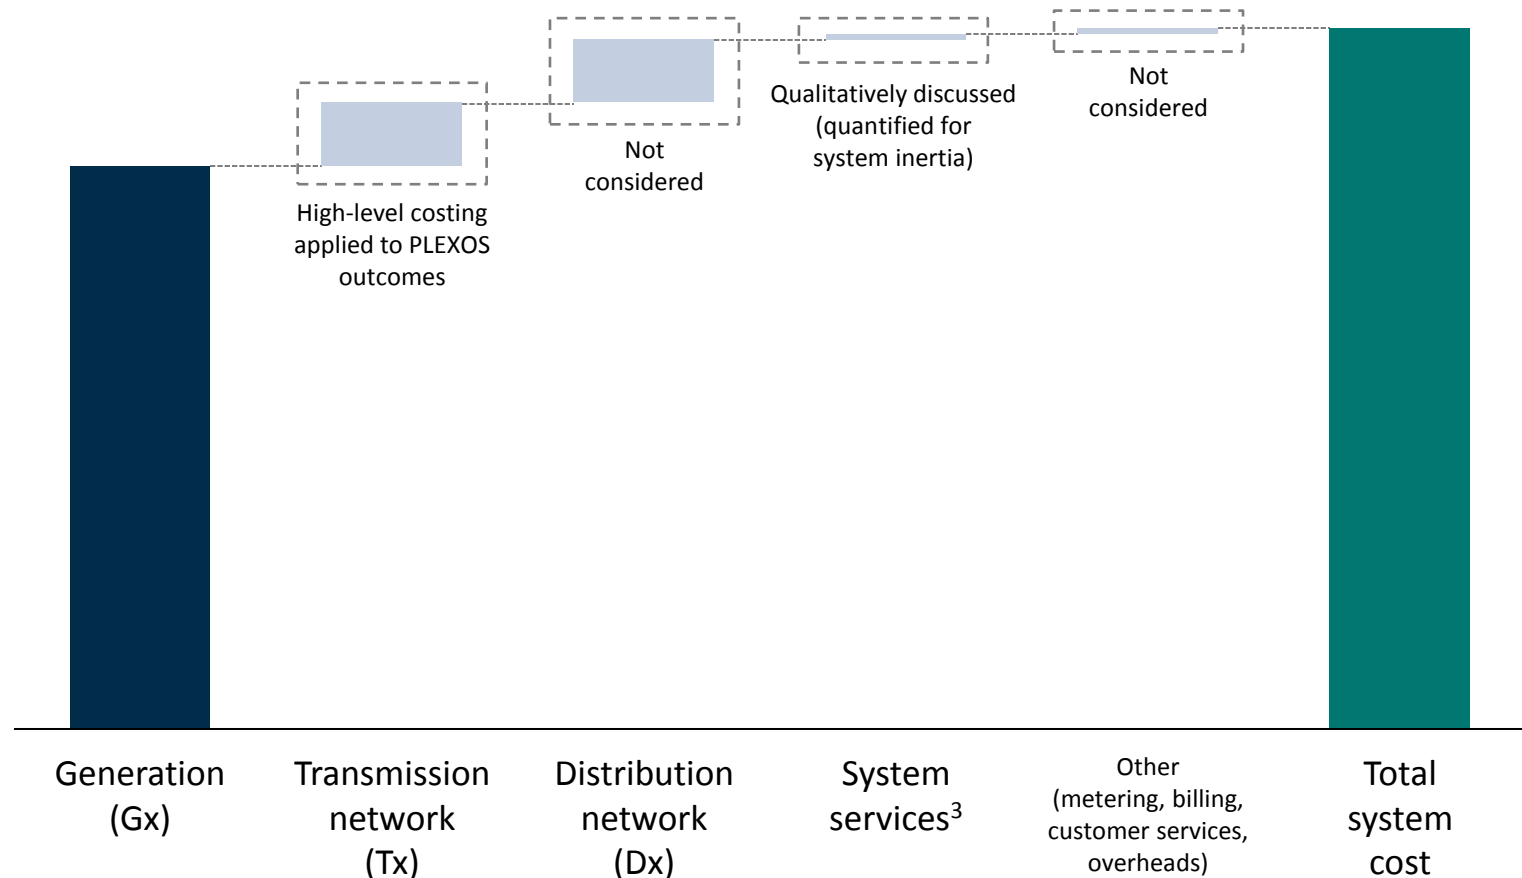 Qualitatively discussed
(quantified for
system inertia)
Not
considered
Not
considered
High-level costing
applied to PLEXOS
outcomes
Generation
(Gx)
Transmission
network
(Tx)
Distribution
network
(Dx)
System
services³
Other
(metering, billing,
customer services,
overheads)
Total
system
cost